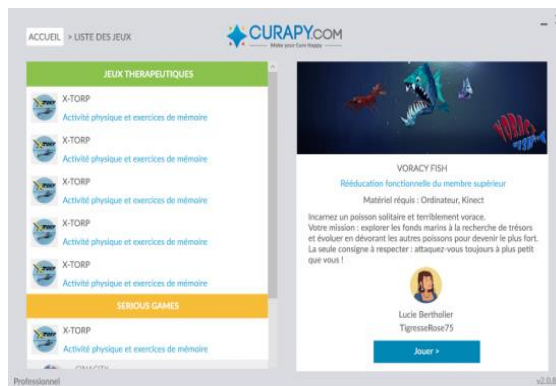 ACCUEIL > LISTE DES JEUX
CURAPY.COM
Make your Care Happy
JEUX THERAPEUTIQUES
X-TORP
Activité physique et exercices de mémoire
X-TORP
Activité physique et exercices de mémoire
X-TORP
Activité physique et exercices de mémoire
X-TORP
Activité physique et exercices de mémoire
X-TORP
Activité physique et exercices de mémoire
SERIOUS GAMES
X-TORP
Activité physique et exercices de mémoire
VORACY
FISH
VORACY FISH
Rééducation fonctionnelle du membre supérieur
Matériel réquis : Ordinateur, Kinect
Incarnez un poisson solitaire et terriblement vorace.
Votre mission : explorer les fonds marins à la recherche de trésors
et évoluer en dévorant les autres poissons pour devenir le plus fort.
La seule consigne à respecter : attaquez-vous toujours à plus petit
que vous !
Lucie Bertholier
TigresseRose75
Jouer >
Professionnel